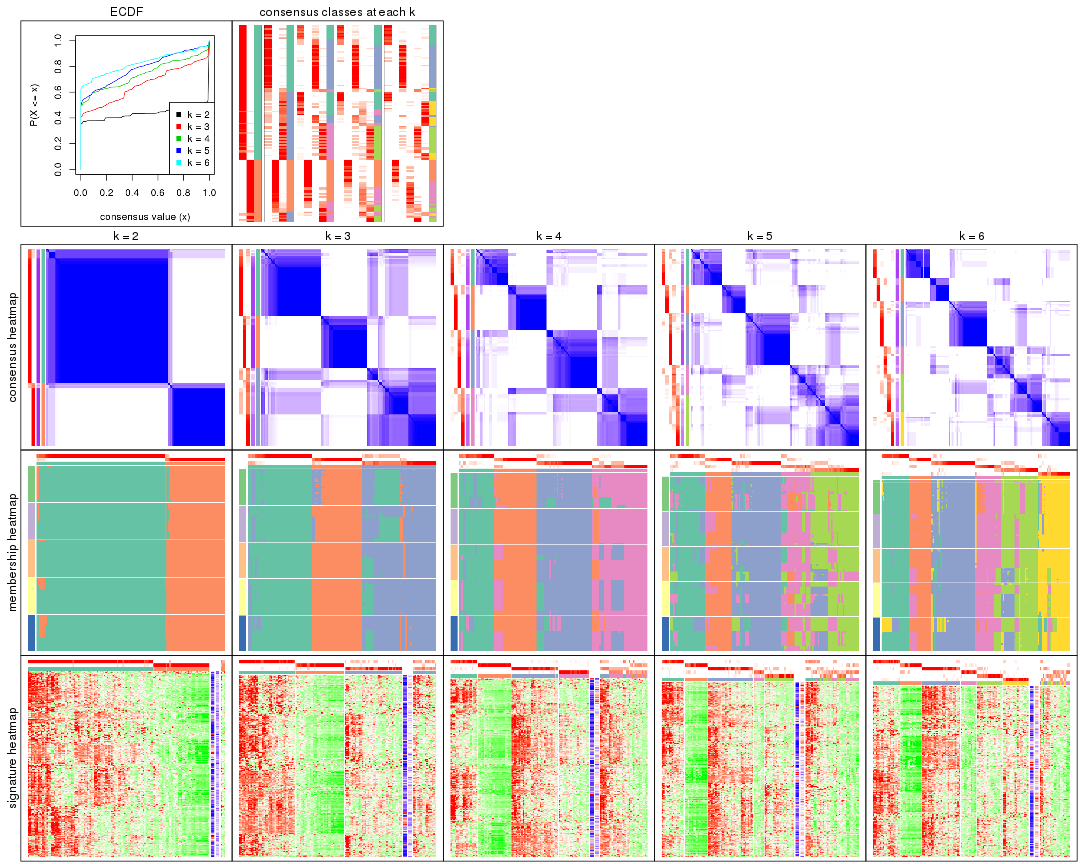 ECDF
consensus classes at each k
P(X <= x)
1.0
0.8
0.6
0.4
0.2
0.0
k = 2
k = 3
k = 4
k = 5
k = 6
0.0 0.2 0.4 0.6 0.8 1.0
consensus value (x)
k = 2 k = 3 k = 4 k = 5 k = 6
consensus heatmap
membership heatmap
signature heatmap